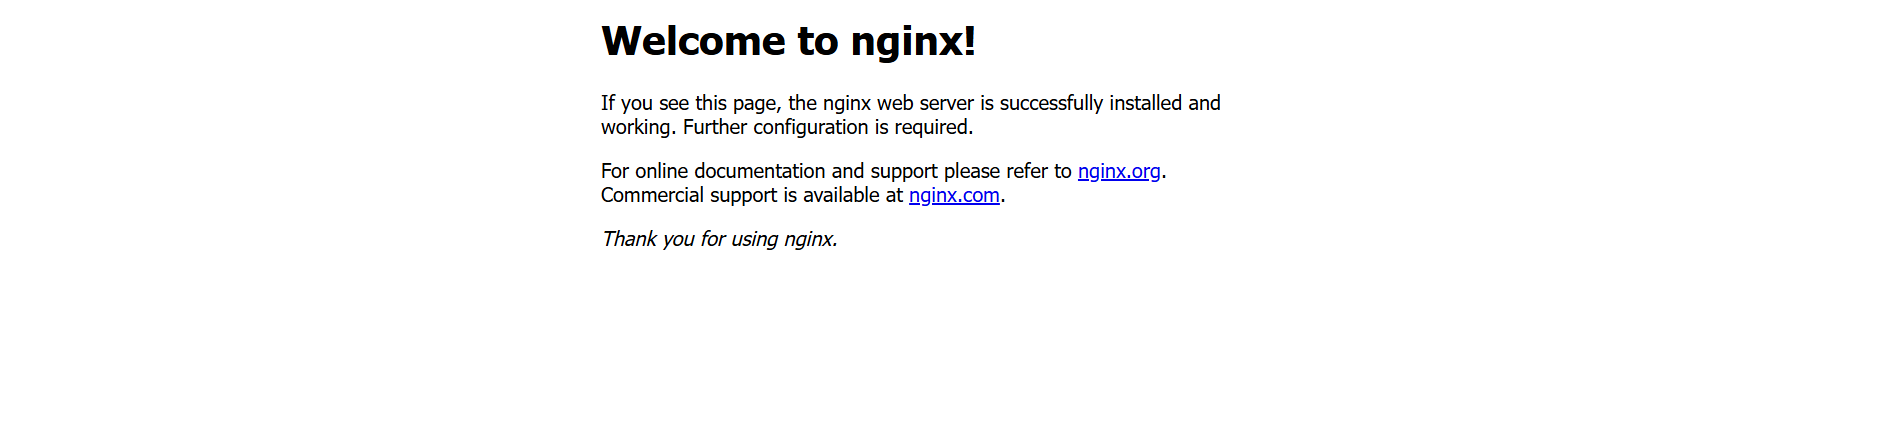 Welcome to nginx!
If you see this page, the nginx web server is successfully installed and
working. Further configuration is required.
For online documentation and support please refer to nginx.org.
Commercial support is available at nginx.com.
Thank you for using nginx.